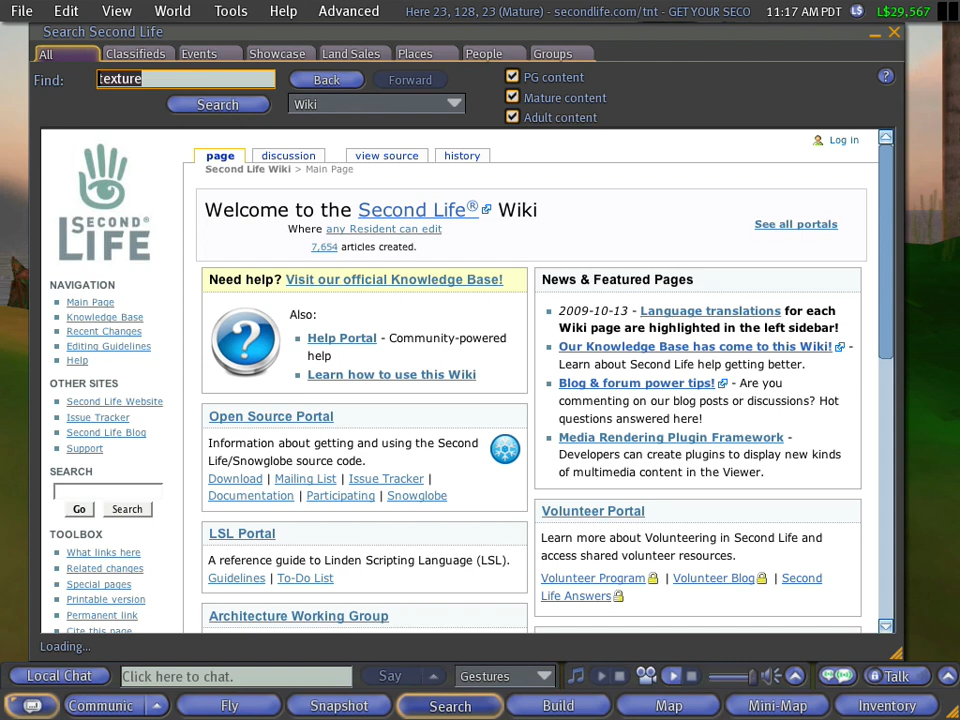 File Edit View World Tools Help Advanced Here 23, 128, 23 (Mature) - secondlife.com/tnt - GET YOUR SECO 11:17 AM PDT L$29,567
Search Second Life
All Classifieds Events Showcase Land Sales Places People Groups
Find: texture Back Forward
Search Wiki
PG content
Mature content
Adult content
?
Log in
page discussion view source history
Second Life Wiki > Main Page
SECOND LIFE®
Welcome to the Second Life® Wiki
Where any Resident can edit
7,654 articles created.
See all portals
NAVIGATION
Main Page
Knowledge Base
Recent Changes
Editing Guidelines
Help
OTHER SITES
Second Life Website
Issue Tracker
Second Life Blog
Support
SEARCH
Go Search
TOOLBOX
What links here
Related changes
Special pages
Printable version
Permanent link
Cite this page
Need help? Visit our official Knowledge Base!
?
Also:
Help Portal - Community-powered
help
Learn how to use this Wiki
Open Source Portal
Information about getting and using the Second
Life/Snowglobe source code.
Download | Mailing List | Issue Tracker |
Documentation | Participating | Snowglobe
LSL Portal
A reference guide to Linden Scripting Language (LSL).
Guidelines | To-Do List
Architecture Working Group
News & Featured Pages
2009-10-13 - Language translations for each
Wiki page are highlighted in the left sidebar!
Our Knowledge Base has come to this Wiki! -
Learn about Second Life help getting better.
Blog & forum power tips! - Are you
commenting on our blog posts or discussions? Hot
questions answered here!
Media Rendering Plugin Framework -
Developers can create plugins to display new kinds
of multimedia content in the Viewer.
Volunteer Portal
Learn more about Volunteering in Second Life and
access shared volunteer resources.
Volunteer Program | Volunteer Blog | Second
Life Answers
Loading...
Local Chat Click here to chat. Say Gestures Talk
Communic Fly Snapshot Search Build Map Mini-Map Inventory